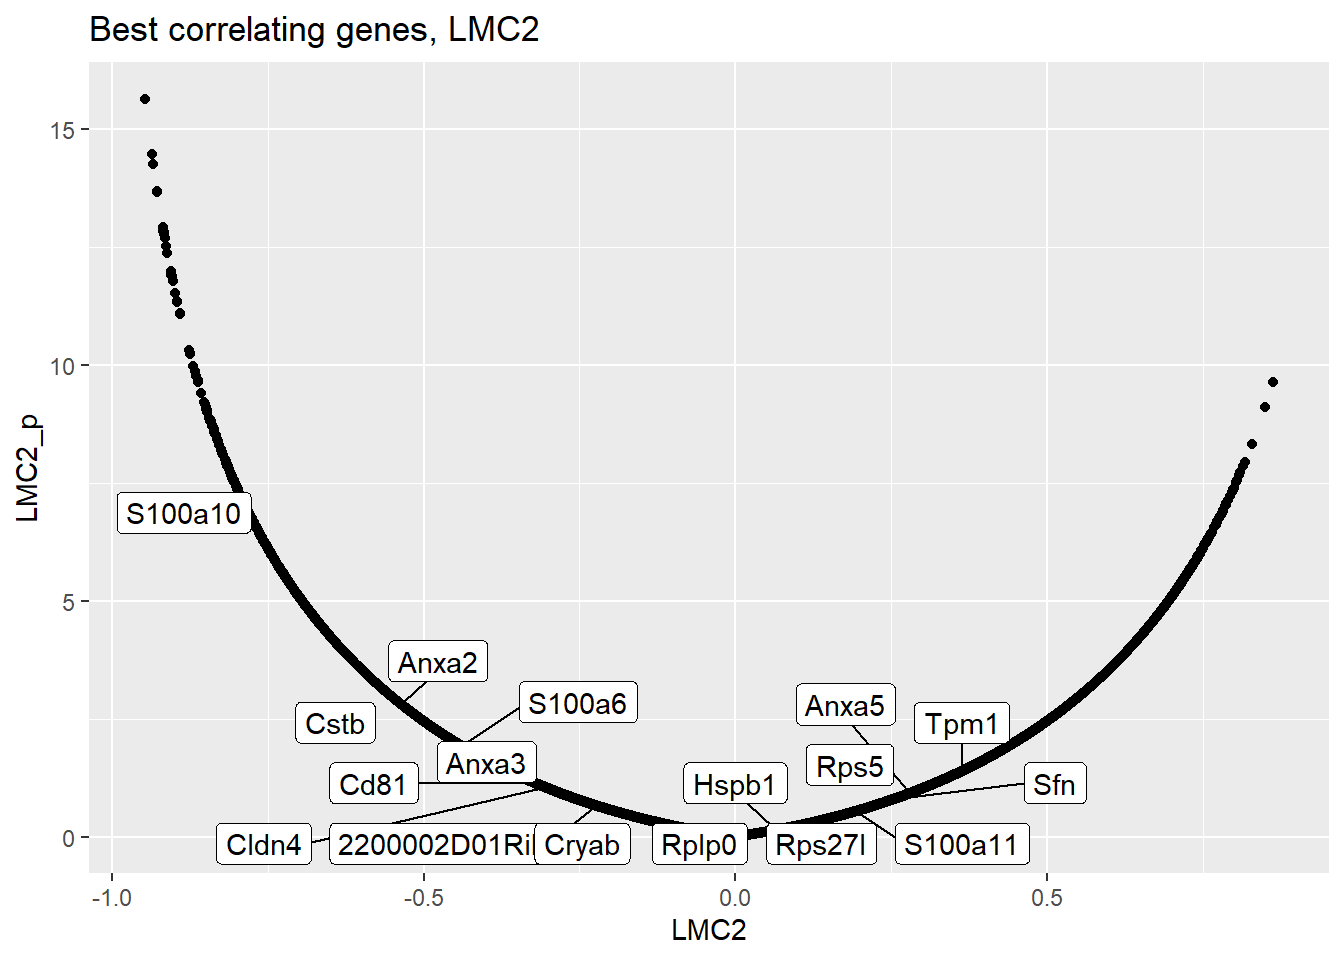 Best correlating genes, LMC2
15
10
5
0
LMC2_p
S100a10
Anxa2
S100a6
Cstb
Anxa5
Tpm1
Anxa3
Rps5
Cd81
Hspb1
Sfn
Cldn4
2200002D01Ri
Cryab
Rplp0
Rps27l
S100a11
-1.0
-0.5
0.0
0.5
LMC2